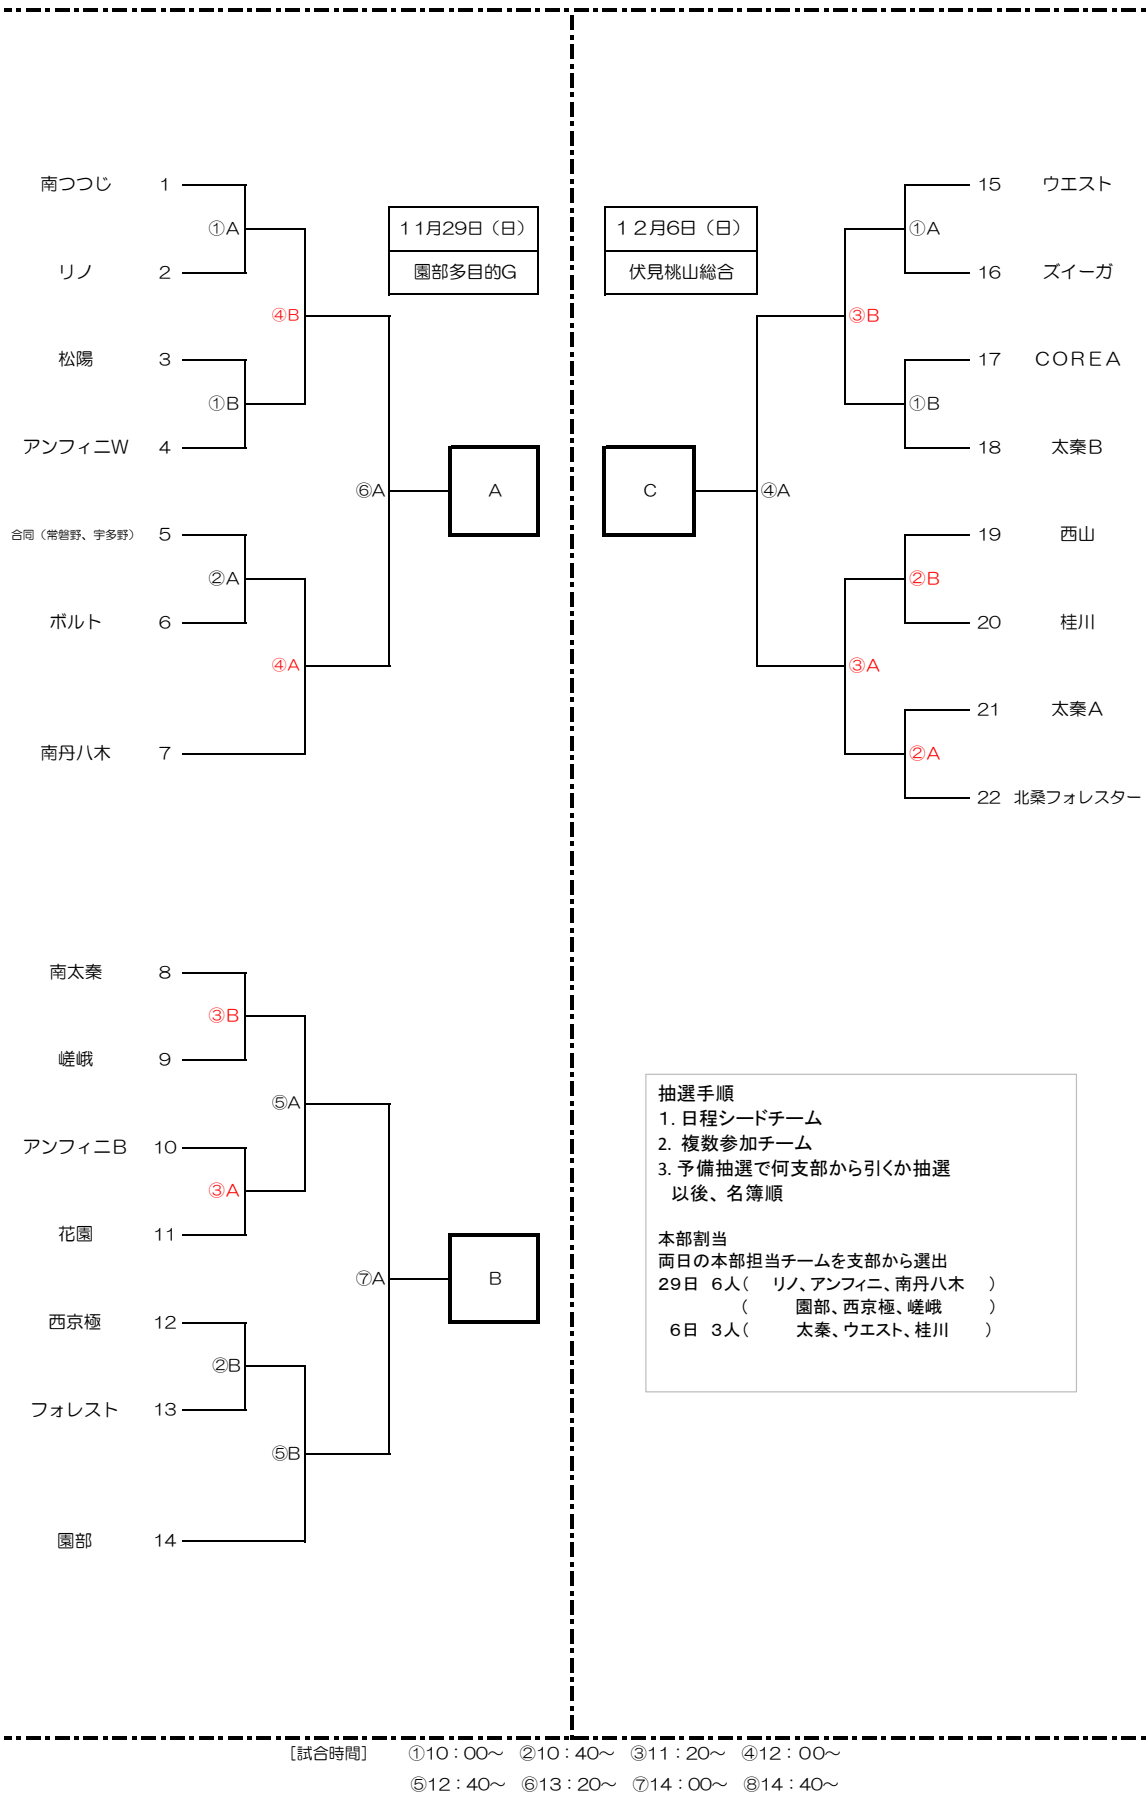 南つつじ 1
①A
リノ 2
④B
松陽 3
①B
アンフィニW 4
⑥A
A
合同（常磐野、宇多野） 5
②A
ボルト 6
④A
南丹八木 7
11月29日（日）
園部多目的G
南太秦 8
③B
嵯峨 9
⑤A
アンフィニB 10
③A
花園 11
⑦A
B
西京極 12
②B
フォレスト 13
⑤B
園部 14
12月6日（日）
伏見桃山総合
15 ウエスト
①A
16 ズイーガ
③B
17 COREA
①B
18 太秦B
C
④A
19 西山
②B
20 桂川
③A
21 太秦A
②A
22 北桑フォレスター
抽選手順
1. 日程シードチーム
2. 複数参加チーム
3. 予備抽選で何支部から引くか抽選
以後、名簿順
本部割当
両日の本部担当チームを支部から選出
29日 6人( リノ、アンフィニ、南丹八木 )
( 園部、西京極、嵯峨 )
6日 3人( 太秦、ウエスト、桂川 )
[試合時間] ①10：00～ ②10：40～ ③11：20～ ④12：00～
⑤12：40～ ⑥13：20～ ⑦14：00～ ⑧14：40～